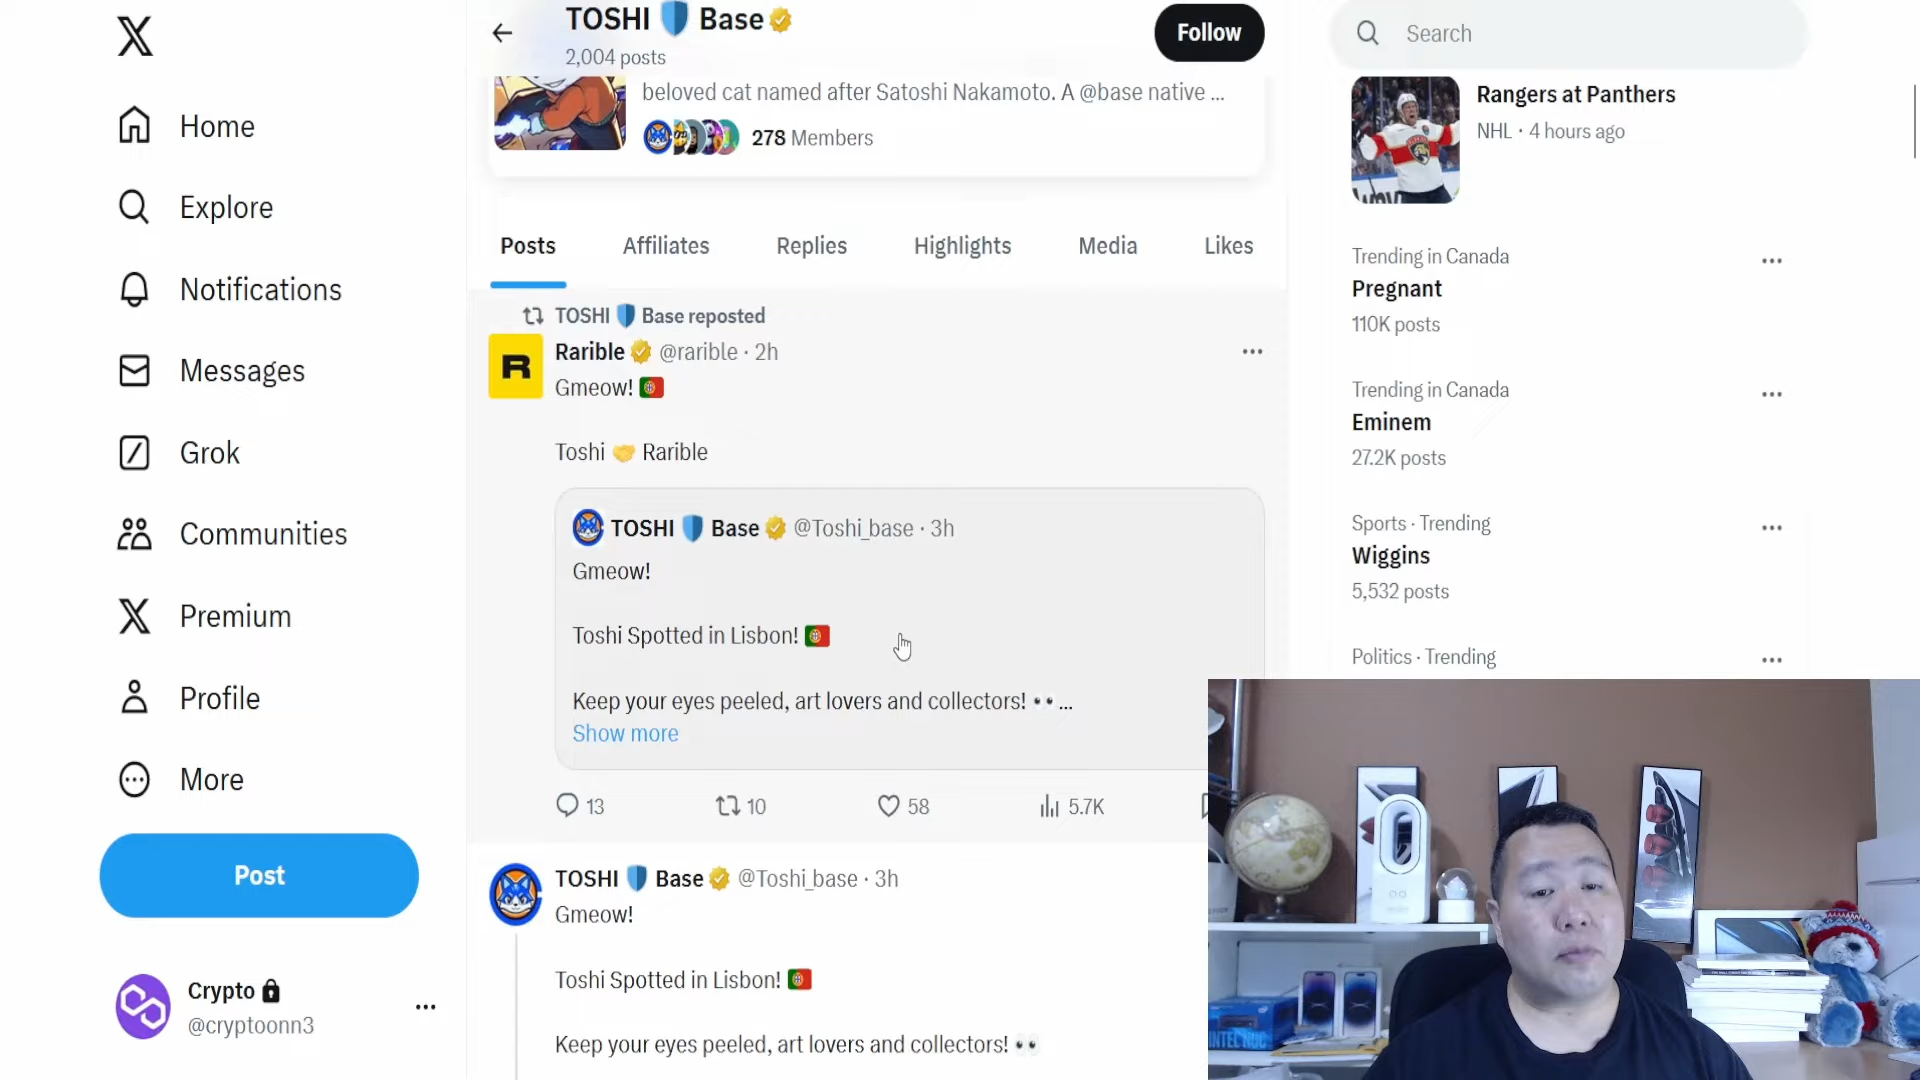 TOSHI 🛡️ Base
2,004 posts
Follow
beloved cat named after Satoshi Nakamoto. A @base native ...
278 Members
Home
Explore
Notifications
Messages
Grok
Communities
Premium
Profile
More
Post
Crypto
@cryptoonn3
Posts
Affiliates
Replies
Highlights
Media
Likes
TOSHI 🛡️ Base reposted
R
Rarible @rarible · 2h
Gmeow! 🇵🇹
Toshi 🤝 Rarible
TOSHI 🛡️ Base @Toshi_base · 3h
Gmeow!
Toshi Spotted in Lisbon! 🇵🇹
Keep your eyes peeled, art lovers and collectors! 👀...
Show more
13
10
58
5.7K
TOSHI 🛡️ Base @Toshi_base · 3h
Gmeow!
Toshi Spotted in Lisbon! 🇵🇹
Keep your eyes peeled, art lovers and collectors! 👀
Search
Rangers at Panthers
NHL · 4 hours ago
Trending in Canada
Pregnant
110K posts
Trending in Canada
Eminem
27.2K posts
Sports · Trending
Wiggins
5,532 posts
Politics · Trending
INTEL NUC